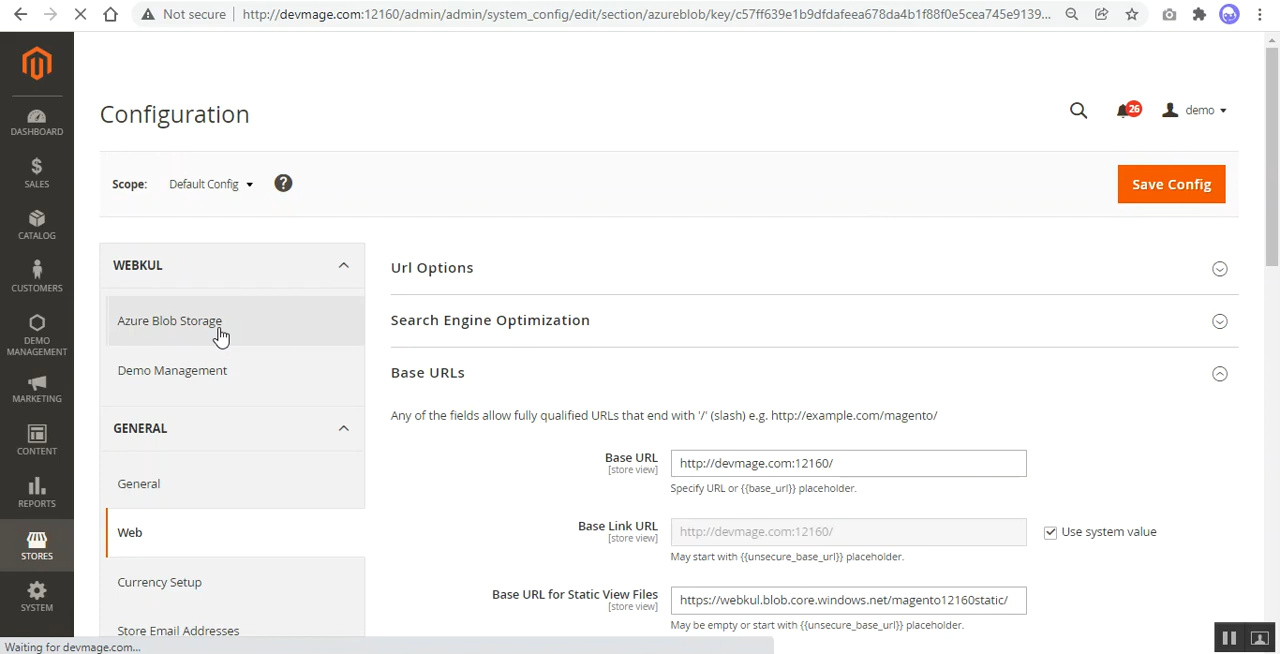 Not secure
http://devmage.com:12160/admin/admin/system_config/edit/section/azureblob/key/c57ff639e1b9dfdafeea678da4b1f88f0e5cea745e9139...
DASHBOARD
SALES
CATALOG
CUSTOMERS
DEMO
MANAGEMENT
MARKETING
CONTENT
REPORTS
STORES
SYSTEM
Configuration
26
demo
Scope: Default Config ?
Save Config
WEBKUL
Azure Blob Storage
Demo Management
GENERAL
General
Web
Currency Setup
Store Email Addresses
Url Options
Search Engine Optimization
Base URLs
Any of the fields allow fully qualified URLs that end with '/' (slash) e.g. http://example.com/magento/
Base URL
[store view]
http://devmage.com:12160/
Specify URL or {{base_url}} placeholder.
Base Link URL
[store view]
http://devmage.com:12160/
Use system value
May start with {{unsecure_base_url}} placeholder.
Base URL for Static View Files
[store view]
https://webkul.blob.core.windows.net/magento12160static/
May be empty or start with {{unsecure_base_url}} placeholder.
Waiting for devmage.com...